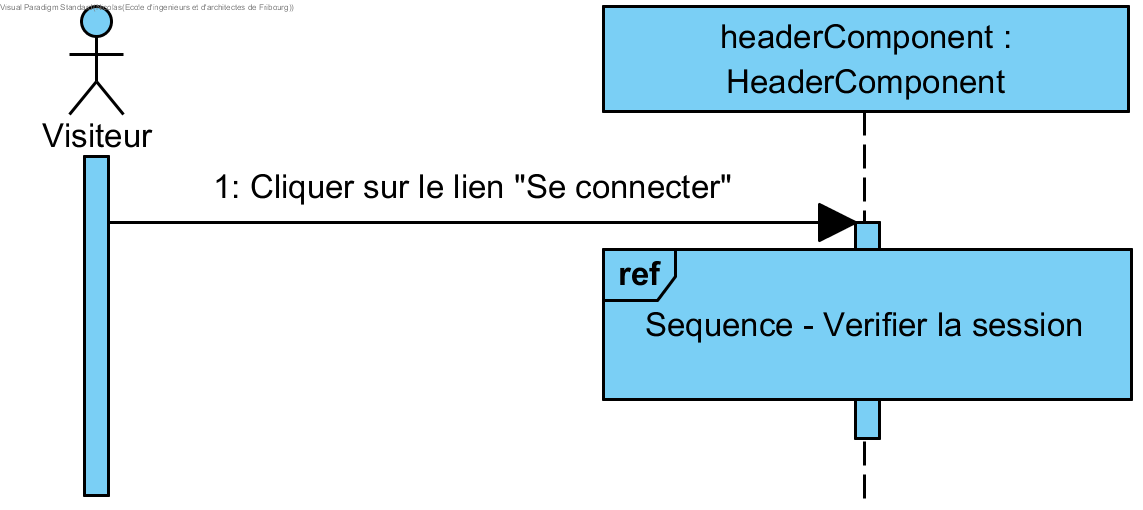 Visual Paradigm Standard
(Ecole d'ingenieurs et d'architectes de Fribourg))
headerComponent :
HeaderComponent
Visiteur
1: Cliquer sur le lien "Se connecter"
ref
Sequence - Verifier la session